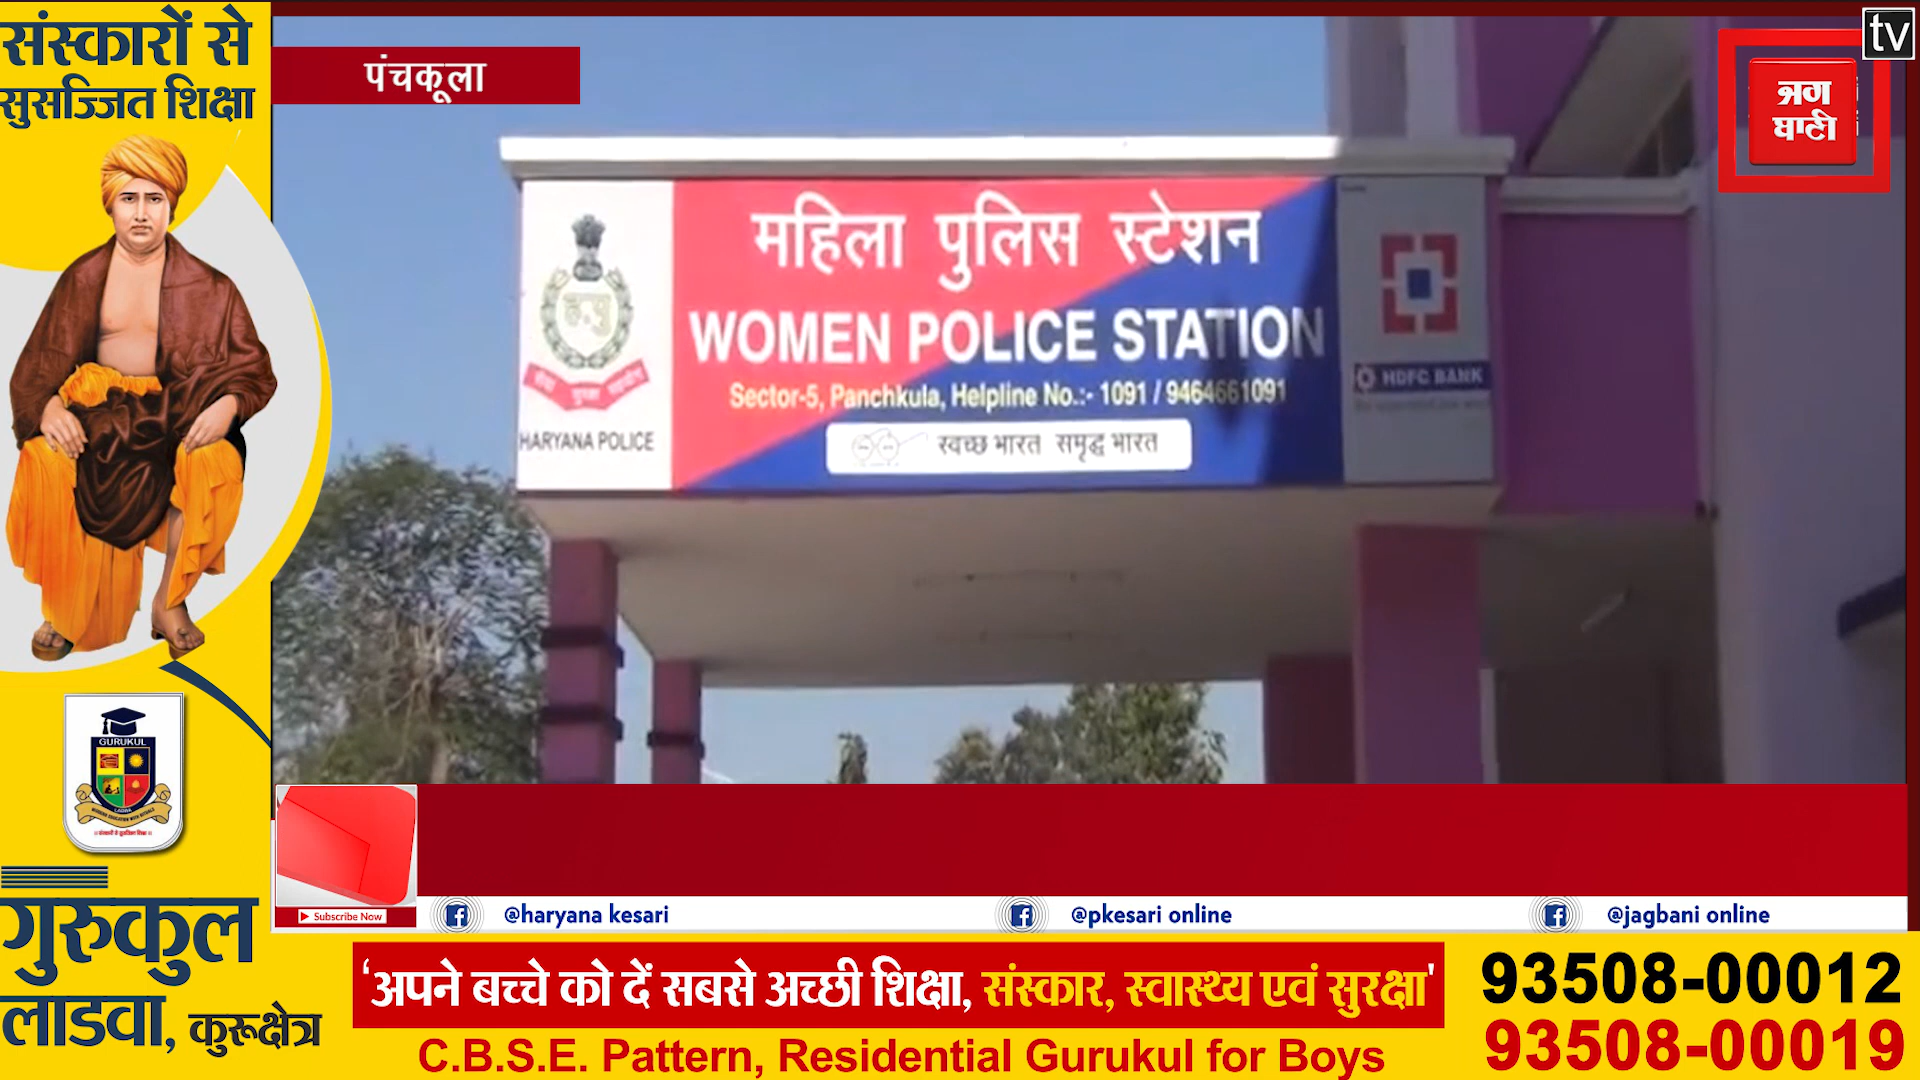 संस्कारों से
सुसज्जित शिक्षा
पंचकूला
tv
ਜਗ
ਬਾਣੀ
महिला पुलिस स्टेशन
WOMEN POLICE STATION
Sector-5, Panchkula, Helpline No.:- 1091 / 9464661091
स्वच्छ भारत समृद्ध भारत
HARYANA POLICE
HDFC BANK
GURUKUL
LADWA
गुरुकुल
लाडवा, कुरूक्षेत्र
Subscribe Now
@haryana kesari
@pkesari online
@jagbani online
'अपने बच्चे को दें सबसे अच्छी शिक्षा, संस्कार, स्वास्थ्य एवं सुरक्षा'
C.B.S.E. Pattern, Residential Gurukul for Boys
93508-00012
93508-00019